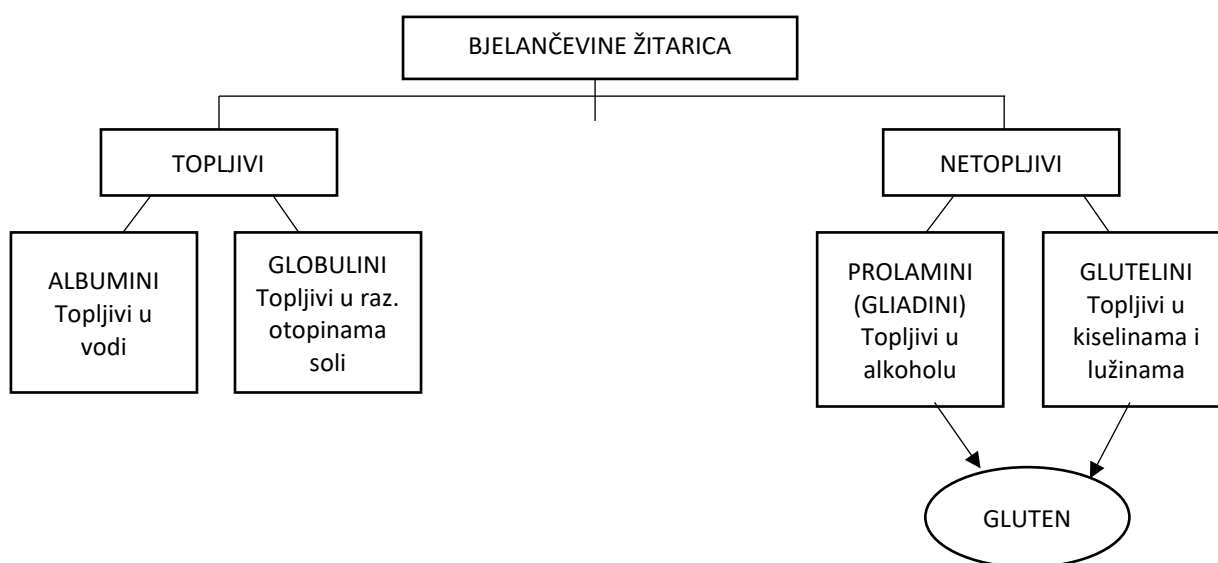 BJELANČEVINE ŽITARICA
TOPLJIVI
NETOPLJIVI
ALBUMINI
Topljivi u
vodi
GLOBULINI
Topljivi u raz.
otopinama
soli
PROLAMINI
(GLIADINI)
Topljivi u
alkoholu
GLUTELINI
Topljivi u
kiselinama i
lužinama
GLUTEN